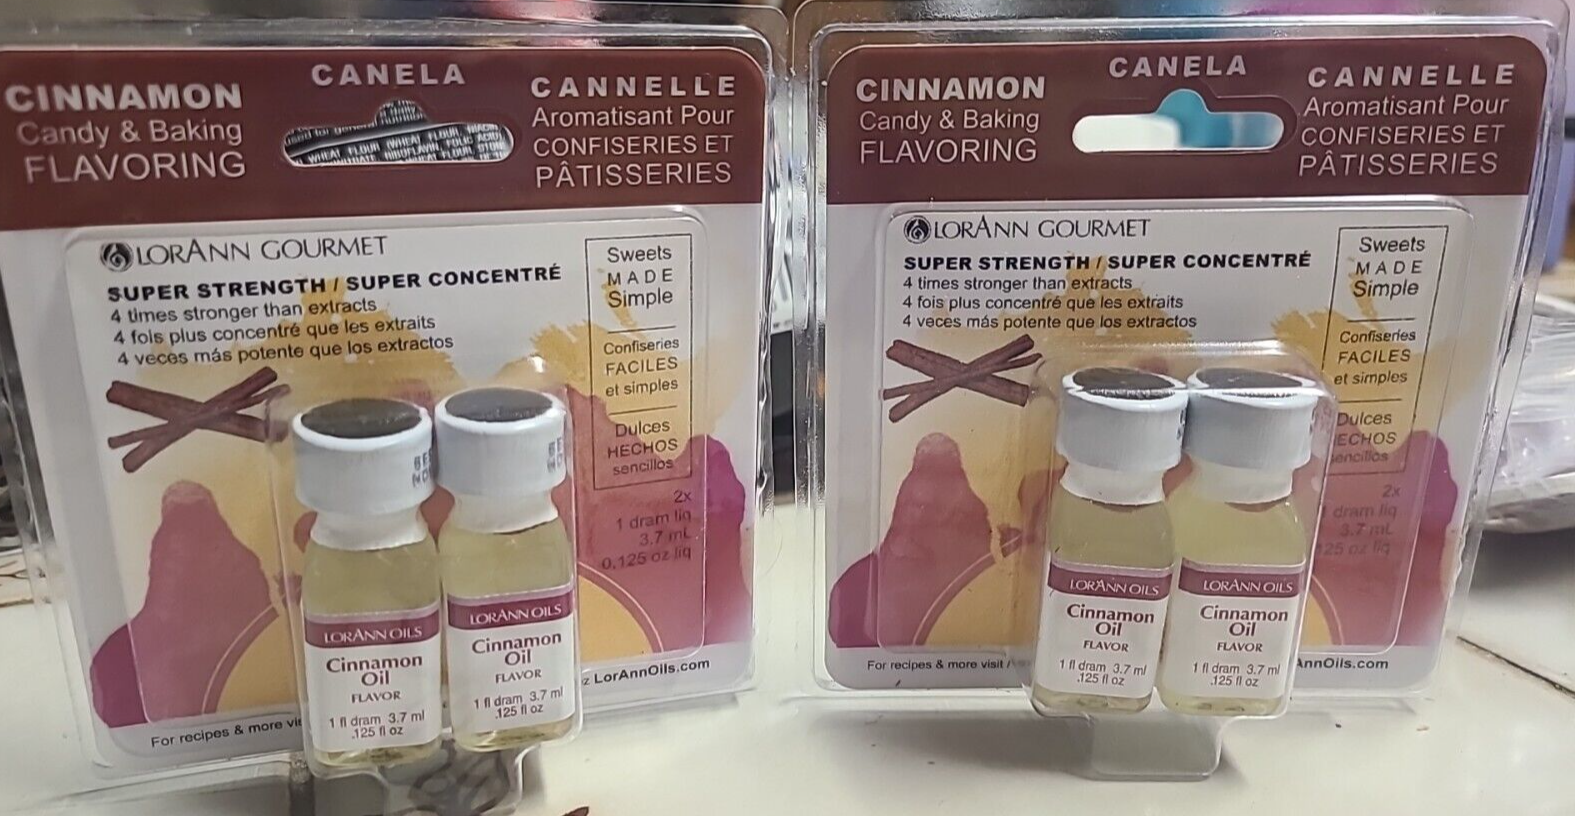 CINNAMON
Candy & Baking
FLAVORING
CANELA
CANNELLE
Aromatisant Pour
CONFISERIES ET
PÂTISSERIES
WHEAT FLOUR
LORANN GOURMET
SUPER STRENGTH / SUPER CONCENTRÉ
4 times stronger than extracts
4 fois plus concentré que les extraits
4 veces más potente que los extractos
Sweets
MADE
Simple
Confiseries
FACILES
et simples
Dulces
HECHOS
sencillos
2x
1 dram liq
3.7 mL
0.125 oz liq
LORANN OILS
Cinnamon
Oil
FLAVOR
1 fl dram 3.7 ml
.125 fl oz
LORANN OILS
Cinnamon
Oil
FLAVOR
1 fl dram 3.7 ml
.125 fl oz
For recipes & more
LorAnnOils.com
CINNAMON
Candy & Baking
FLAVORING
CANELA
CANNELLE
Aromatisant Pour
CONFISERIES ET
PÂTISSERIES
LORANN GOURMET
SUPER STRENGTH / SUPER CONCENTRÉ
4 times stronger than extracts
4 fois plus concentré que les extraits
4 veces más potente que los extractos
Sweets
MADE
Simple
Confiseries
FACILES
et simples
Dulces
ECHOS
encillos
2x
dram liq
3.7 mL
125 oz liq
LORANN OILS
Cinnamon
Oil
FLAVOR
1 fl dram 3.7 ml
.125 fl oz
LORANN OILS
Cinnamon
Oil
FLAVOR
1 fl dram 3.7 ml
.125 fl oz
For recipes & more visit
AnnOils.com